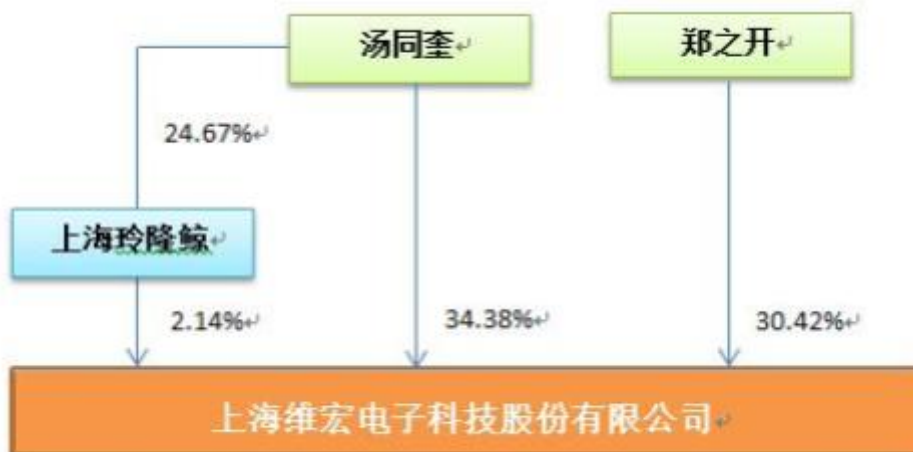 汤同奎
郑之开
24.67%
上海玲隆鲸
2.14%
34.38%
30.42%
上海维宏电子科技股份有限公司